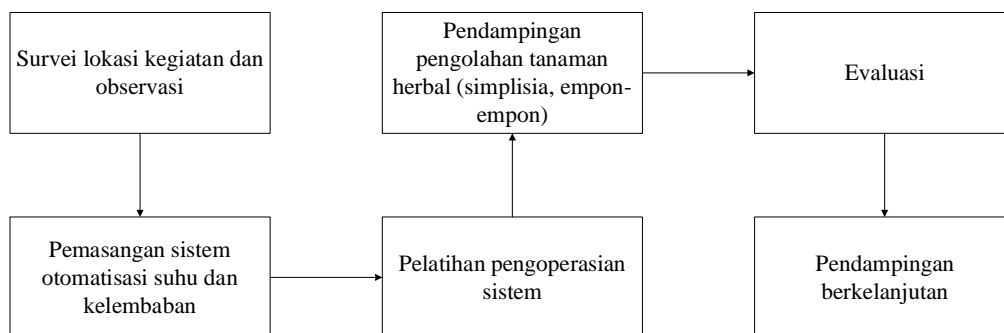 Survei lokasi kegiatan dan
observasi
Pemasangan sistem
otomatisasi suhu dan
kelembaban
Pelatihan pengoperasian
sistem
Pendampingan
pengolahan tanaman
herbal (simplisia, empon-
empon)
Evaluasi
Pendampingan
berkelanjutan